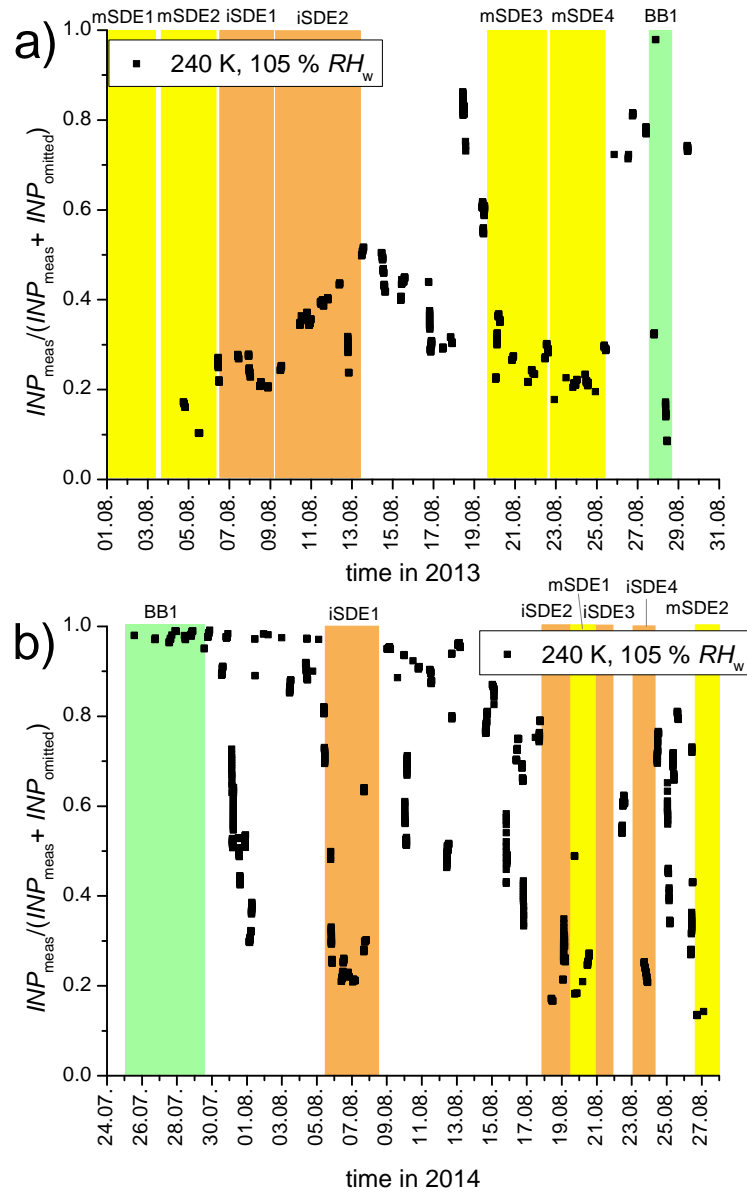 a)
mSDE1 mSDE2 iSDE1 iSDE2 mSDE3 mSDE4 BB1
240 K, 105 % RHw
INPmeas/(INPmeas + INPomitted)
1.0
0.8
0.6
0.4
0.2
0.0
01.08. 03.08. 05.08. 07.08. 09.08. 11.08. 13.08. 15.08. 17.08. 19.08. 21.08. 23.08. 25.08. 27.08. 29.08. 31.08.
time in 2013
b)
mSDE1 iSDE4
BB1 iSDE1 iSDE2 iSDE3 mSDE2
240 K, 105 % RHw
INPmeas/(INPmeas + INPomitted)
1.0
0.8
0.6
0.4
0.2
0.0
24.07. 26.07. 28.07. 30.07. 01.08. 03.08. 05.08. 07.08. 09.08. 11.08. 13.08. 15.08. 17.08. 19.08. 21.08. 23.08. 25.08. 27.08.
time in 2014